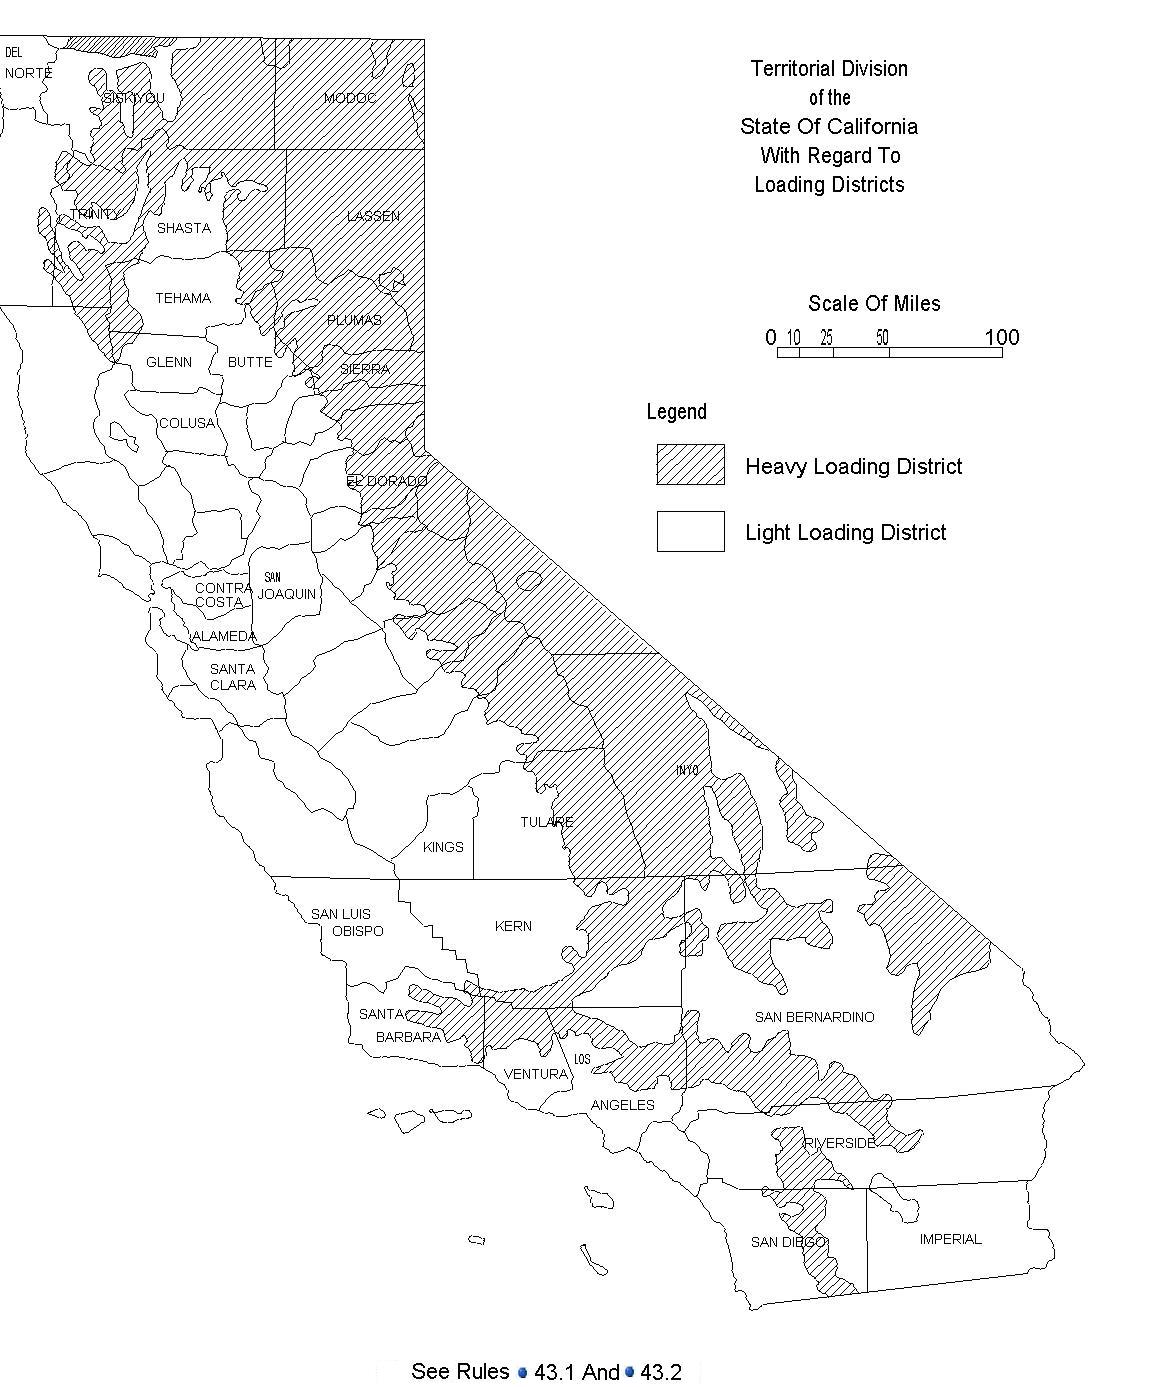 Territorial Division
of the
State Of California
With Regard To
Loading Districts
Scale Of Miles
0 10 25 50 100
Legend
Heavy Loading District
Light Loading District
DEL
NORTE
SISKIYOU
MODOC
TRINITY
SHASTA
LASSEN
TEHAMA
PLUMAS
GLENN
BUTTE
SIERRA
COLUSA
EL DORADO
CONTRA
COSTA
SAN
JOAQUIN
ALAMEDA
SANTA
CLARA
INYO
TULARE
KINGS
SAN LUIS
OBISPO
KERN
SANTA
BARBARA
VENTURA
LOS
ANGELES
SAN BERNARDINO
RIVERSIDE
SAN DIEGO
IMPERIAL
See Rules • 43.1 And • 43.2